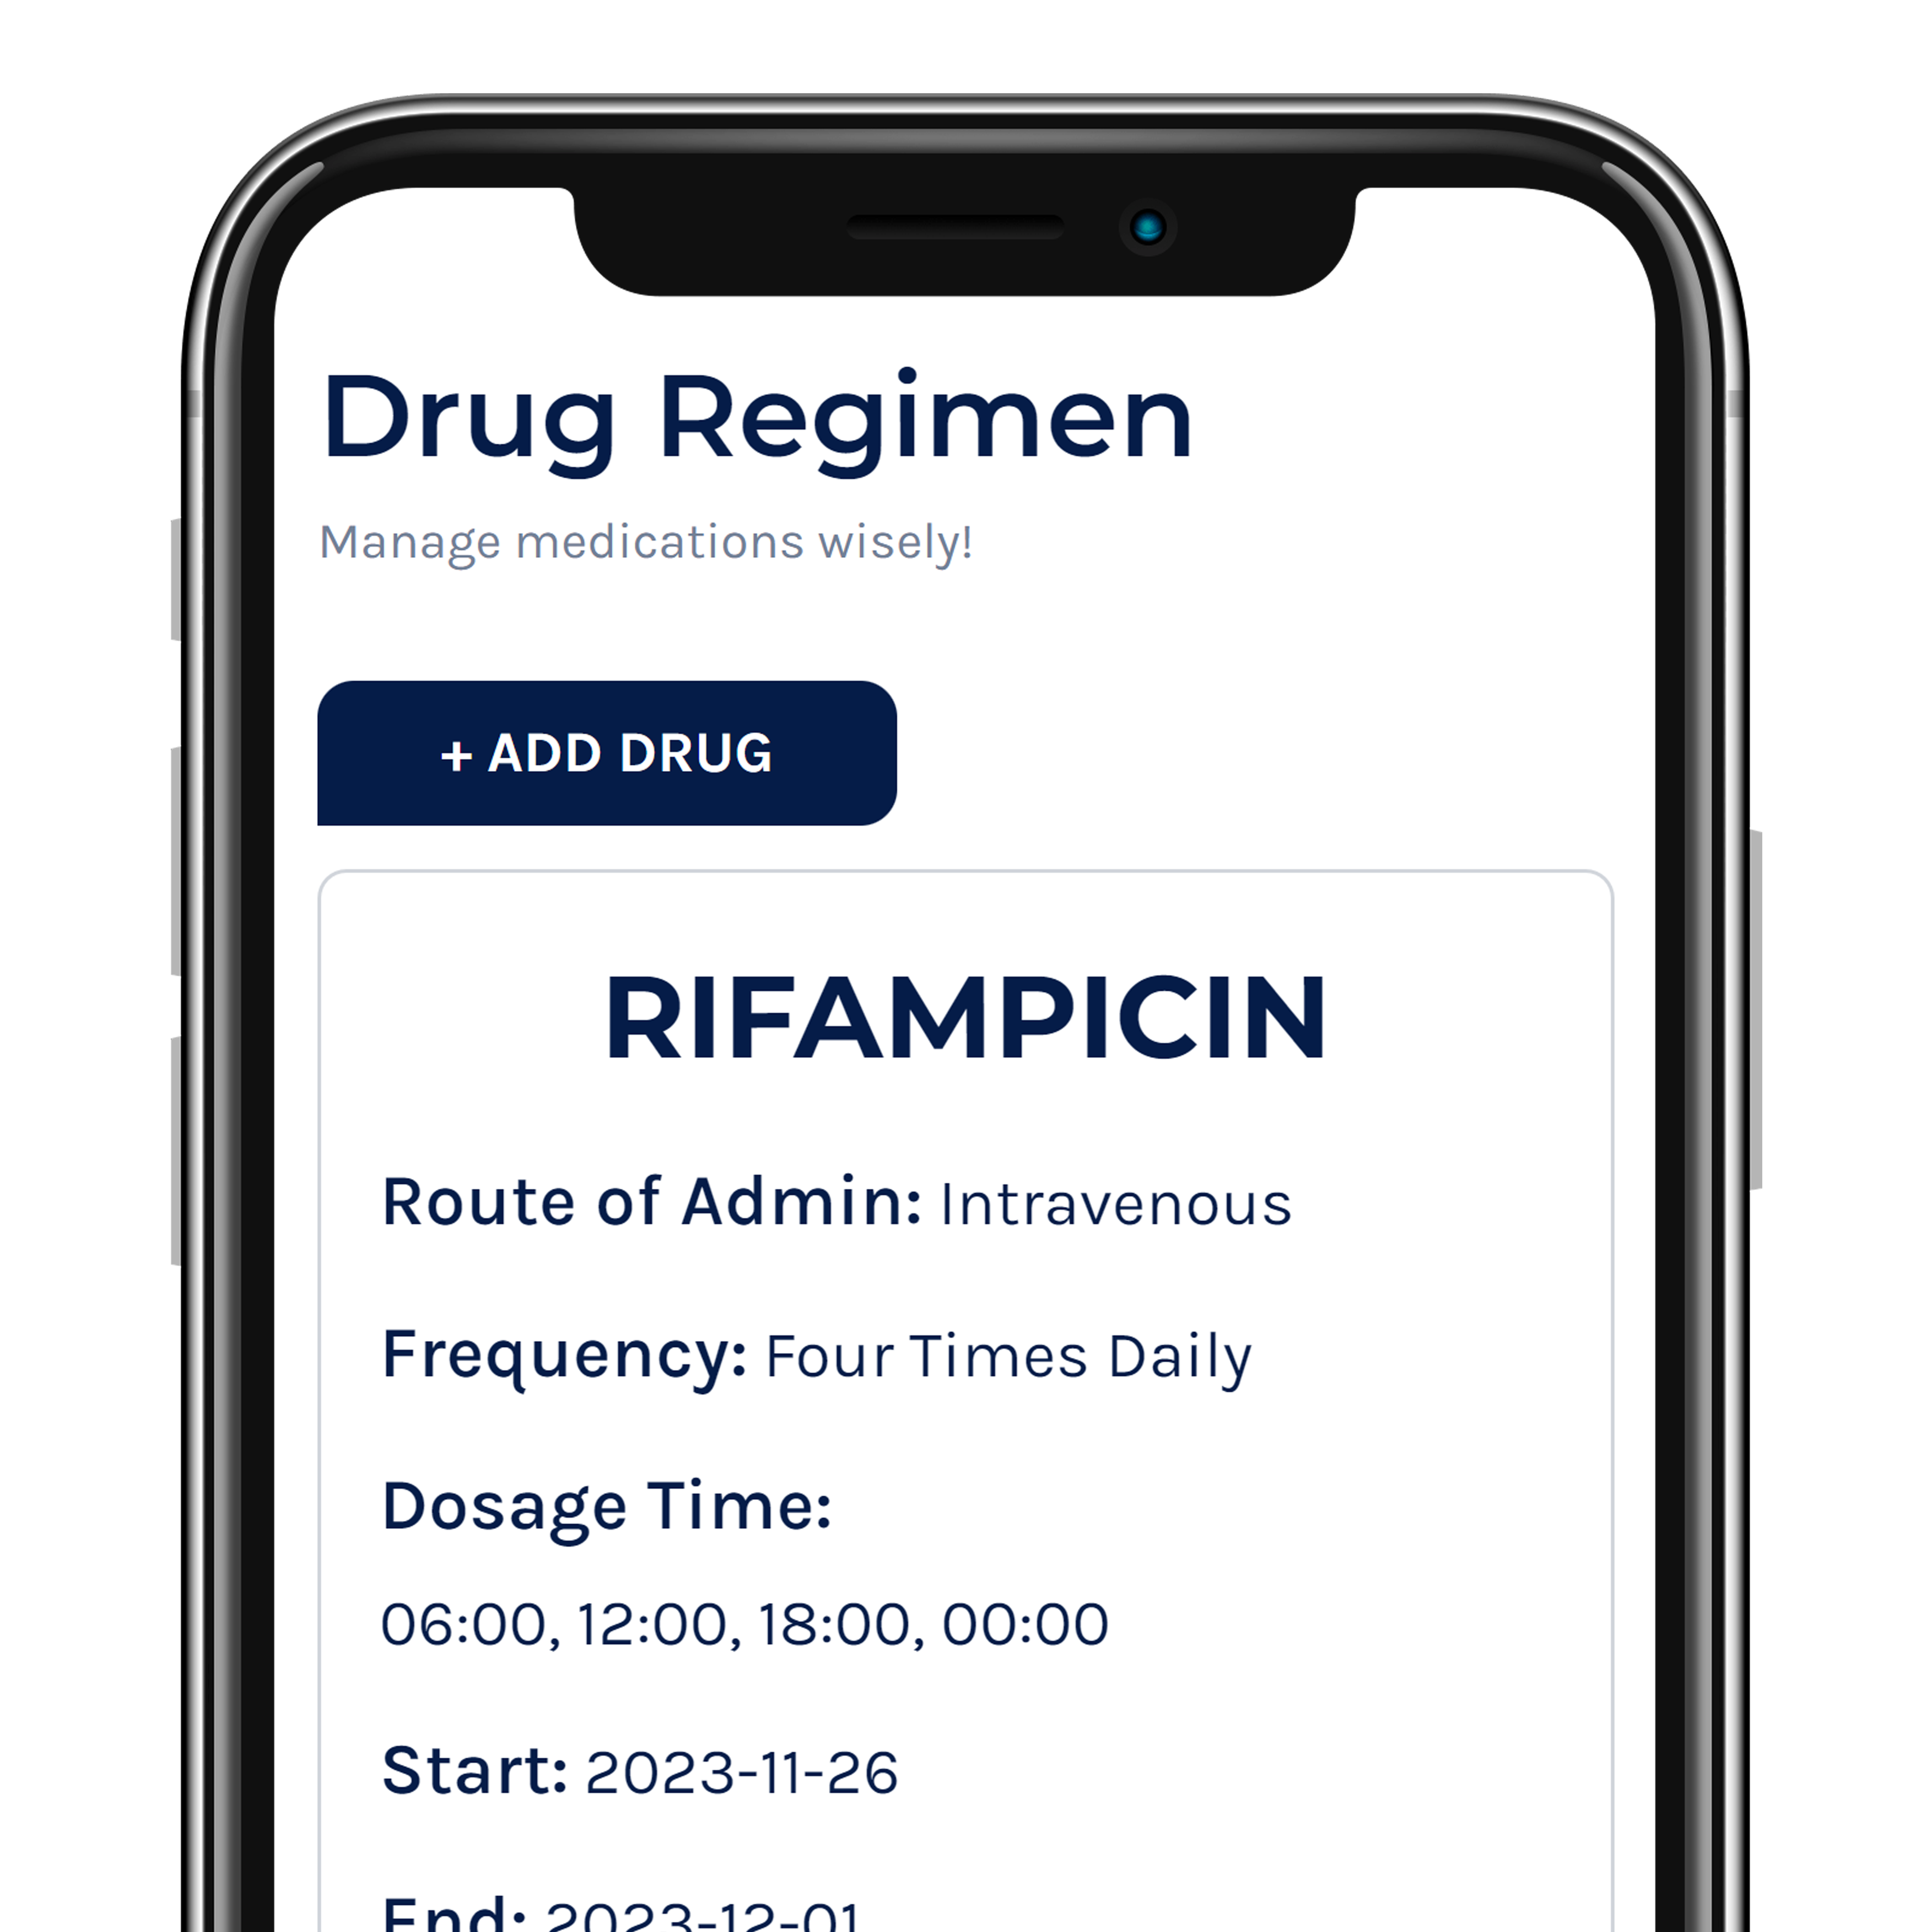 Drug Regimen
Manage medications wisely!
+ ADD DRUG
RIFAMPICIN
Route of Admin: Intravenous
Frequency: Four Times Daily
Dosage Time:
06:00, 12:00, 18:00, 00:00
Start: 2023-11-26
End: 2023-12-01